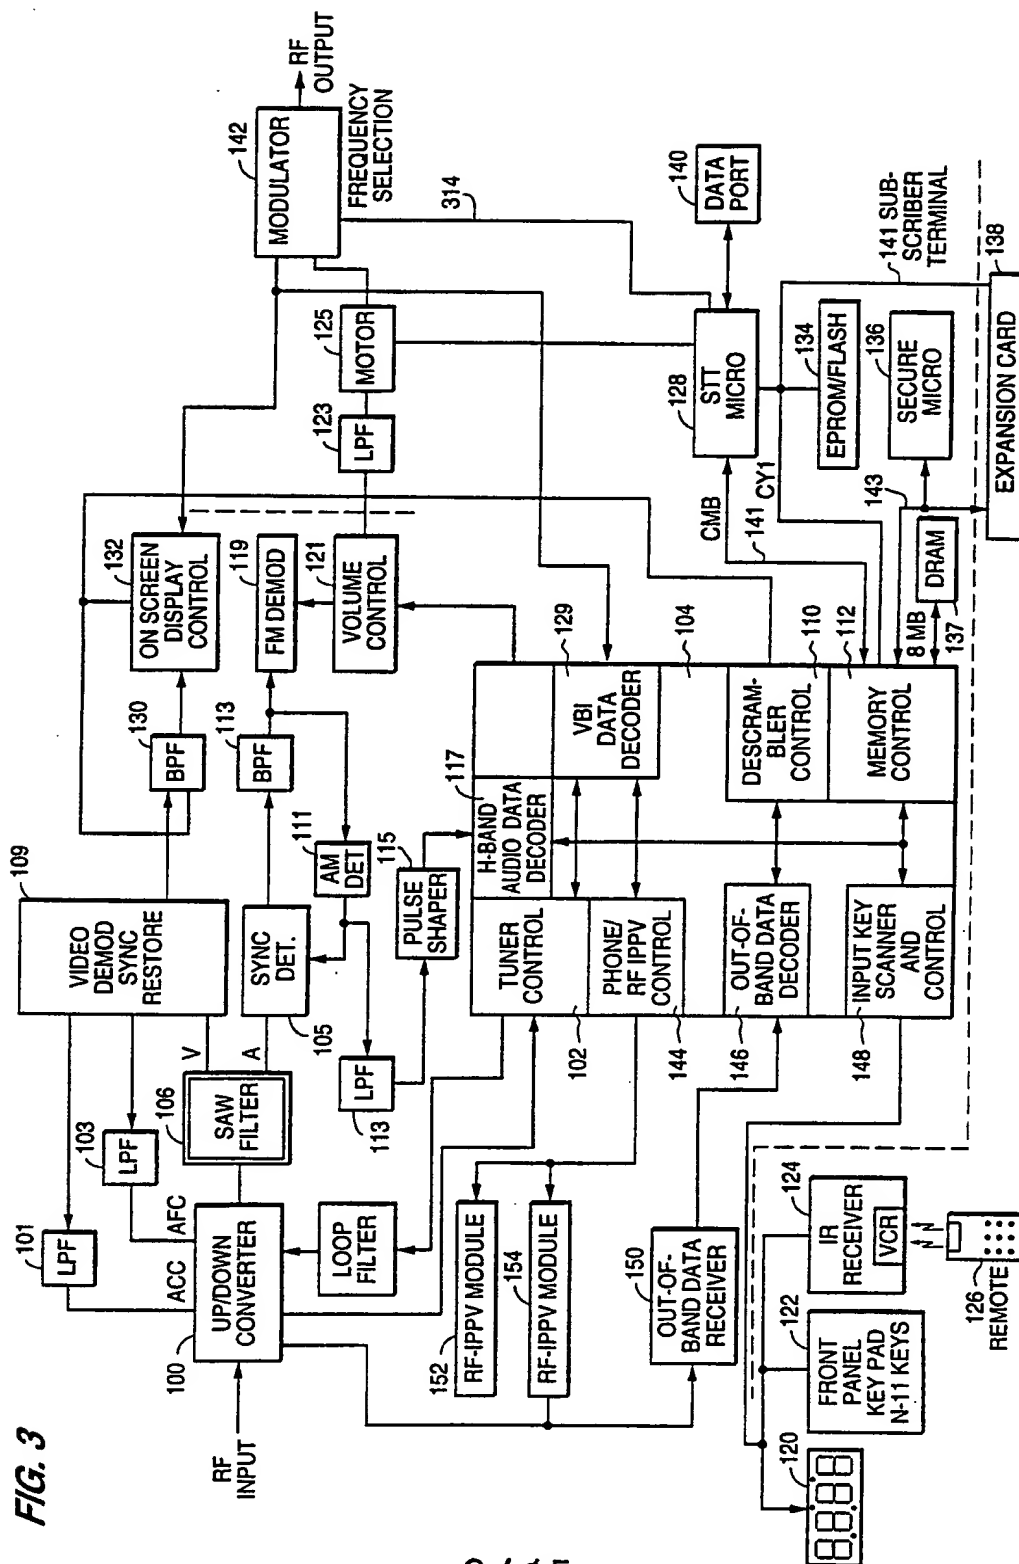 FIG. 3
RF
INPUT
100
UP/DOWN
CONVERTER
ACC
AFC
101
LPF
103
LPF
106
SAW
FILTER
V
A
109
VIDEO
DEMOD
SYNC
RESTORE
105
SYNC
DET.
LOOP
FILTER
113
LPF
111
AM
DET
115
PULSE
SHAPER
130
BPF
113
BPF
132
ON SCREEN
DISPLAY
CONTROL
119
FM DEMOD
121
VOLUME
CONTROL
123
LPF
125
MOTOR
142
MODULATOR
RF
OUTPUT
FREQUENCY
SELECTION
314
152
RF-IPPV MODULE
154
RF-IPPV MODULE
150
OUT-OF-
BAND DATA
RECEIVER
TUNER
CONTROL
102
PHONE/
RF IPPV
CONTROL
144
OUT-OF-
BAND DATA
DECODER
146
INPUT KEY
SCANNER
AND
CONTROL
148
117
H-BAND
AUDIO DATA
DECODER
VBI
DATA
DECODER
129
104
DESCRAM-
BLER
CONTROL
110
MEMORY
CONTROL
112
CMB
141
CY1
128
STT
MICRO
140
DATA
PORT
134
EPROM/FLASH
136
SECURE
MICRO
143
8 MB
DRAM
137
141 SUB-
SCRIBER
TERMINAL
138
EXPANSION CARD
120
8.8.8.8
122
FRONT
PANEL
KEY PAD
N-11 KEYS
124
IR
RECEIVER
VCR
126
REMOTE